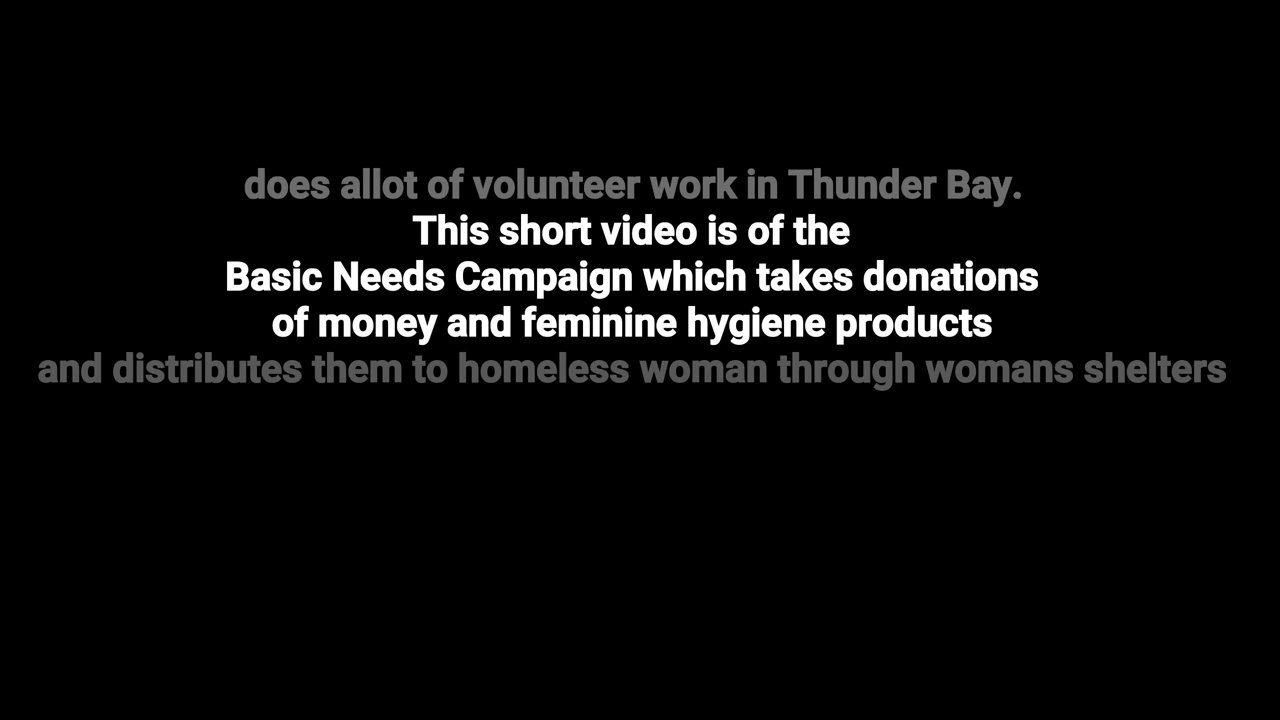 does allot of volunteer work in Thunder Bay.
This short video is of the
Basic Needs Campaign which takes donations
of money and feminine hygiene products
and distributes them to homeless woman through womans shelters